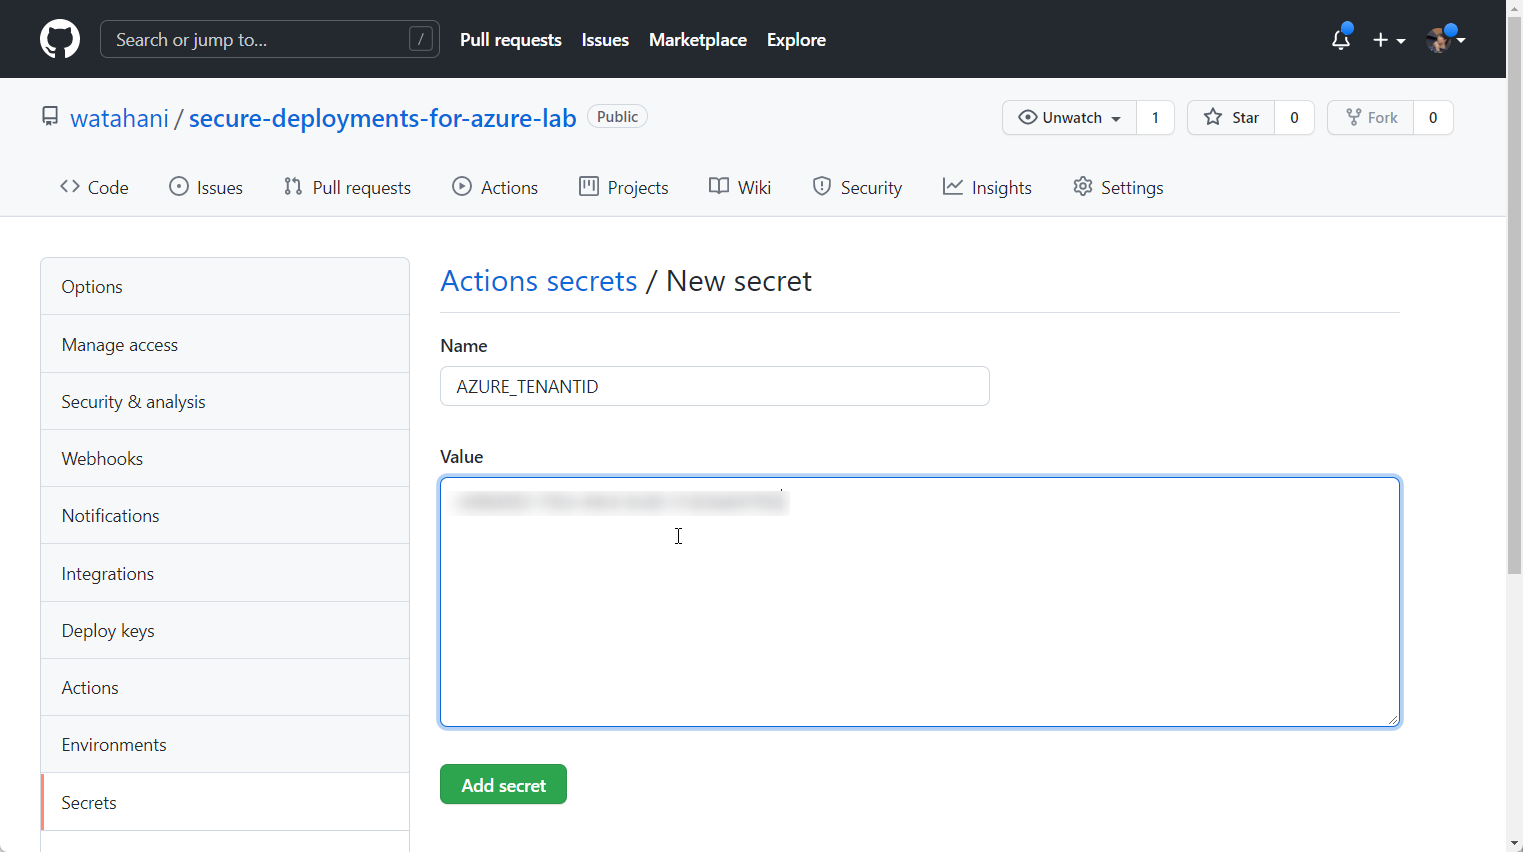 Search or jump to... /
Pull requests Issues Marketplace Explore
watahani / secure-deployments-for-azure-lab Public
Unwatch 1 Star 0 Fork 0
Code Issues Pull requests Actions Projects Wiki Security Insights Settings
Options
Manage access
Security & analysis
Webhooks
Notifications
Integrations
Deploy keys
Actions
Environments
Secrets
Actions secrets / New secret
Name
AZURE_TENANTID
Value
Add secret